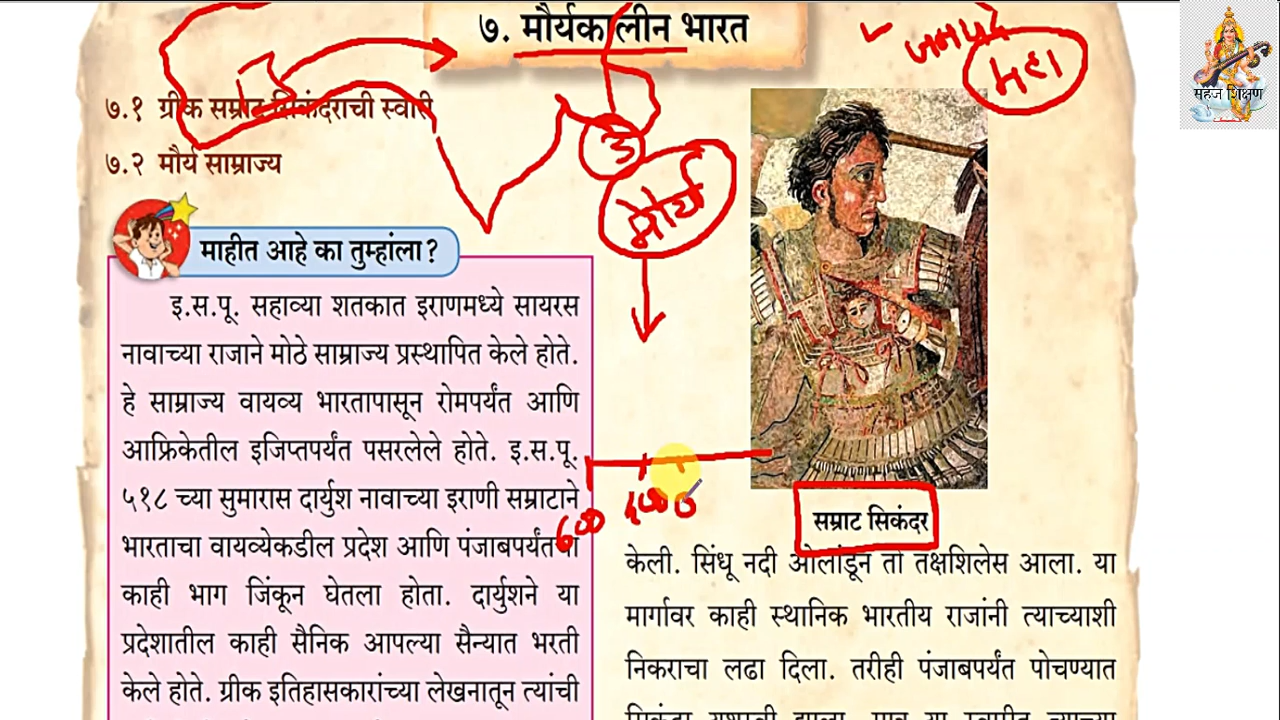 ७. मौर्यकालीन भारत
जनपदे
महा
सहज शिक्षण
७.१ ग्रीक सम्राट सिकंदराची स्वारी
७.२ मौर्य साम्राज्य
उ
मौर्य
माहीत आहे का तुम्हांला?
इ.स.पू. सहाव्या शतकात इराणमध्ये सायरस
नावाच्या राजाने मोठे साम्राज्य प्रस्थापित केले होते.
हे साम्राज्य वायव्य भारतापासून रोमपर्यंत आणि
आफ्रिकेतील इजिप्तपर्यंत पसरलेले होते. इ.स.पू.
५१८ च्या सुमारास दार्युश नावाच्या इराणी सम्राटाने
भारताचा वायव्येकडील प्रदेश आणि पंजाबपर्यंतचा
काही भाग जिंकून घेतला होता. दार्युशने या
प्रदेशातील काही सैनिक आपल्या सैन्यात भरती
केले होते. ग्रीक इतिहासकारांच्या लेखनातून त्यांची
600
सम्राट सिकंदर
केली. सिंधू नदी ओलांडून तो तक्षशिलेस आला. या
मार्गावर काही स्थानिक भारतीय राजांनी त्याच्याशी
निकराचा लढा दिला. तरीही पंजाबपर्यंत पोचण्यात